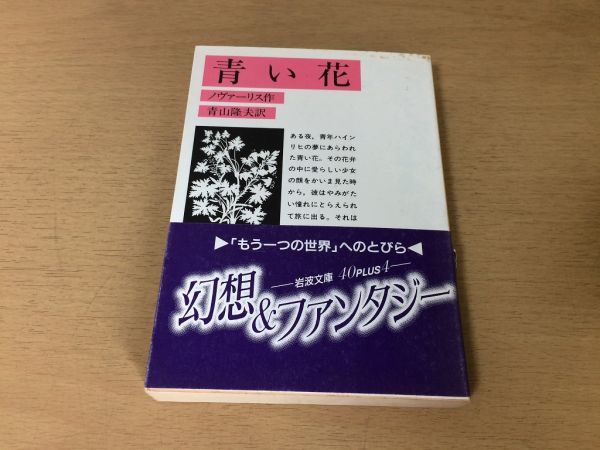 青い花
ノヴァーリス作
青山隆夫訳
ある夜，青年ハイン
リヒの夢にあらわれ
た青い花。その花弁
の中に愛らしい少女
の顔をかいま見た時
から，彼はやみがた
い憧れにとらえられ
て旅に出る。それは
▶「もう一つの世界」へのとびら◀
―岩波文庫 40PLUS4―
幻想&ファンタジー